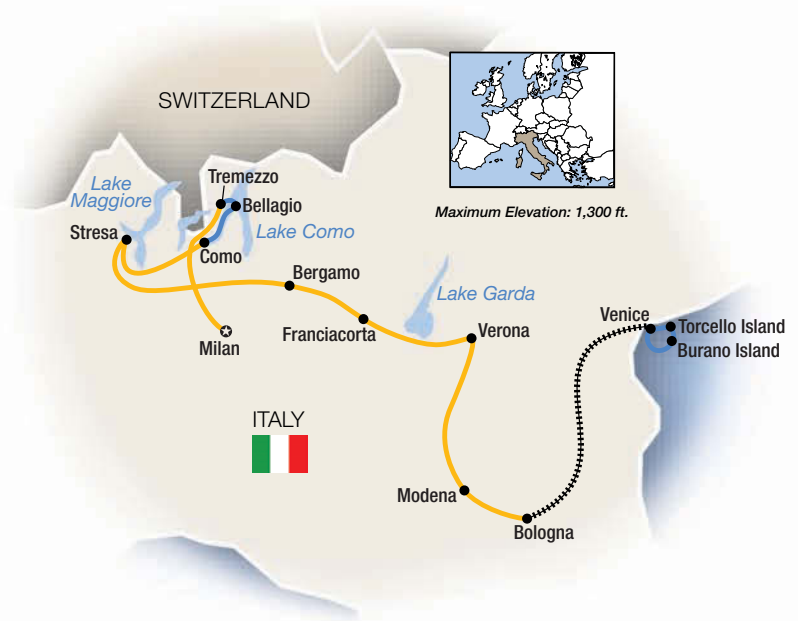 SWITZERLAND
Maximum Elevation: 1,300 ft.
Tremezzo
Lake
Maggiore
Bellagio
Stresa
Lake Como
Como
Bergamo
Lake Garda
Venice
Torcello Island
Franciacorta
Verona
Milan
Burano Island
ITALY
Modena
Bologna